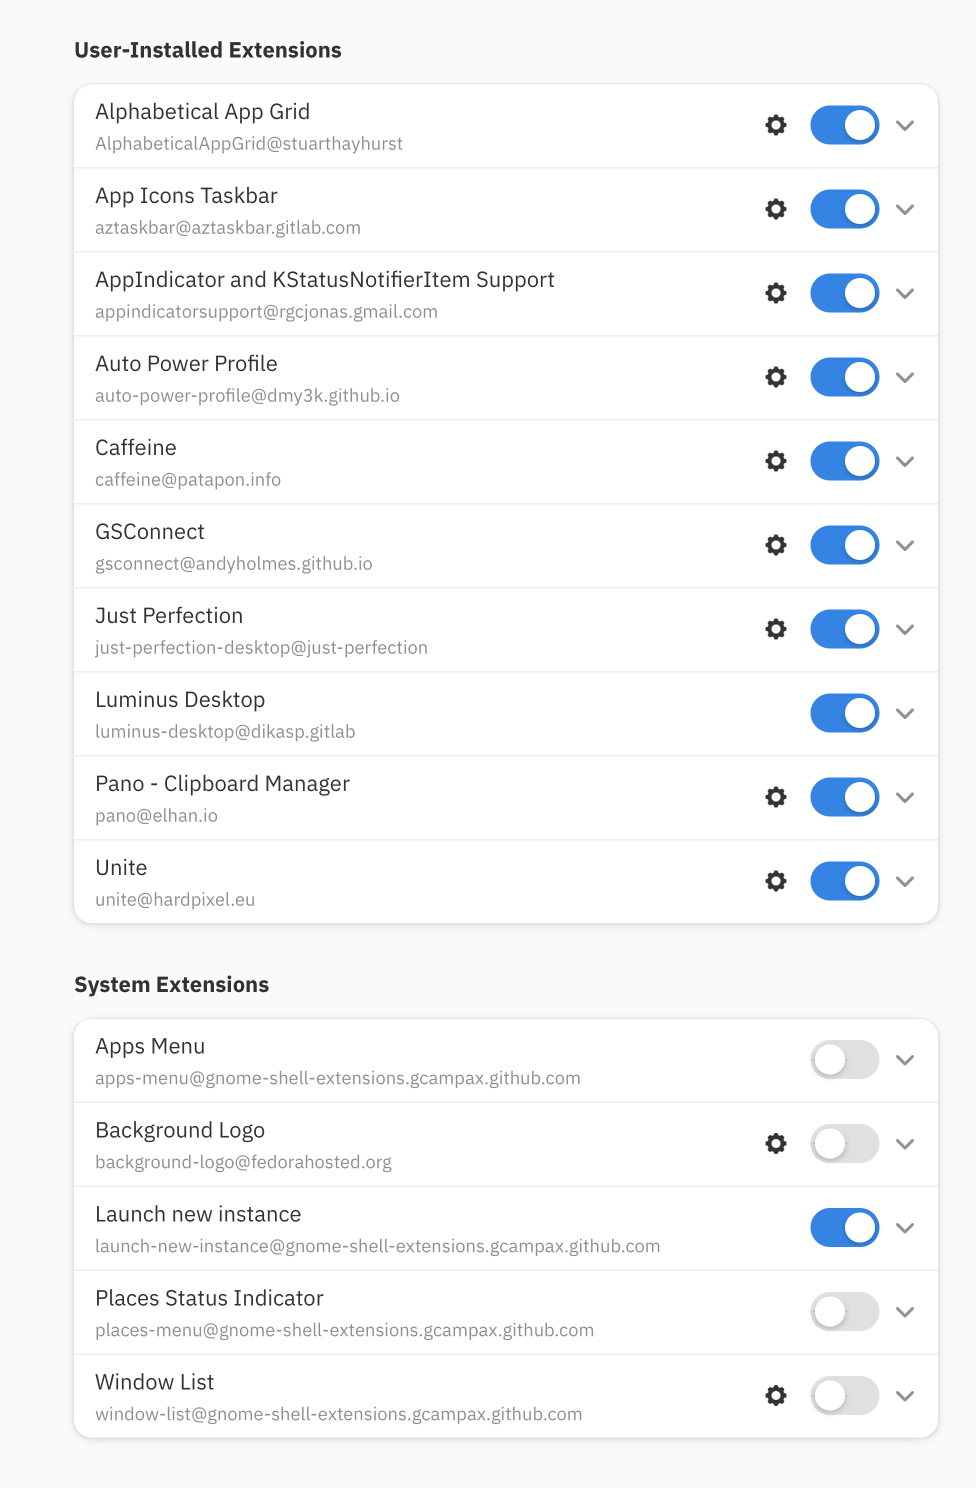 User-Installed Extensions
Alphabetical App Grid
AlphabeticalAppGrid@stuarthayhurst
App Icons Taskbar
aztaskbar@aztaskbar.gitlab.com
AppIndicator and KStatusNotifierItem Support
appindicatorsupport@rgcjonas.gmail.com
Auto Power Profile
auto-power-profile@dmy3k.github.io
Caffeine
caffeine@patapon.info
GSConnect
gsconnect@andyholmes.github.io
Just Perfection
just-perfection-desktop@just-perfection
Luminus Desktop
luminus-desktop@dikasp.gitlab
Pano - Clipboard Manager
pano@elhan.io
Unite
unite@hardpixel.eu
System Extensions
Apps Menu
apps-menu@gnome-shell-extensions.gcampax.github.com
Background Logo
background-logo@fedorahosted.org
Launch new instance
launch-new-instance@gnome-shell-extensions.gcampax.github.com
Places Status Indicator
places-menu@gnome-shell-extensions.gcampax.github.com
Window List
window-list@gnome-shell-extensions.gcampax.github.com